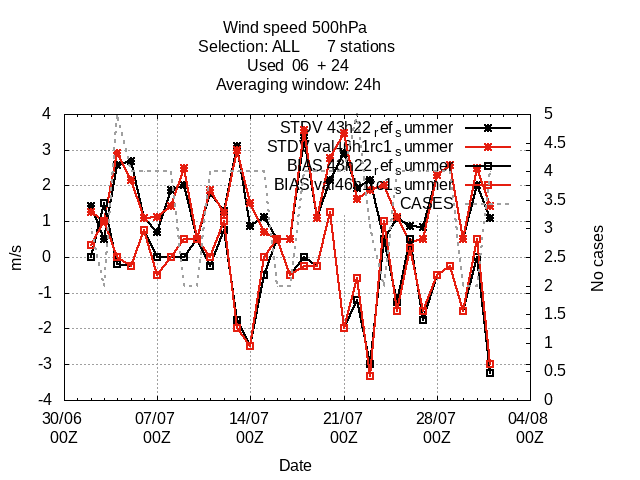 Wind speed 500hPa
Selection: ALL 7 stations
Used 06 + 24
Averaging window: 24h
STDV 43h22_ref_summer
STDV val46h1rc1_summer
BIAS 43h22_ref_summer
BIAS val46h1rc1_summer
CASES
m/s
4
3
2
1
0
-1
-2
-3
-4
No cases
5
4.5
4
3.5
3
2.5
2
1.5
1
0.5
0
30/06 07/07 14/07 21/07 28/07 04/08
00Z 00Z 00Z 00Z 00Z 00Z
Date